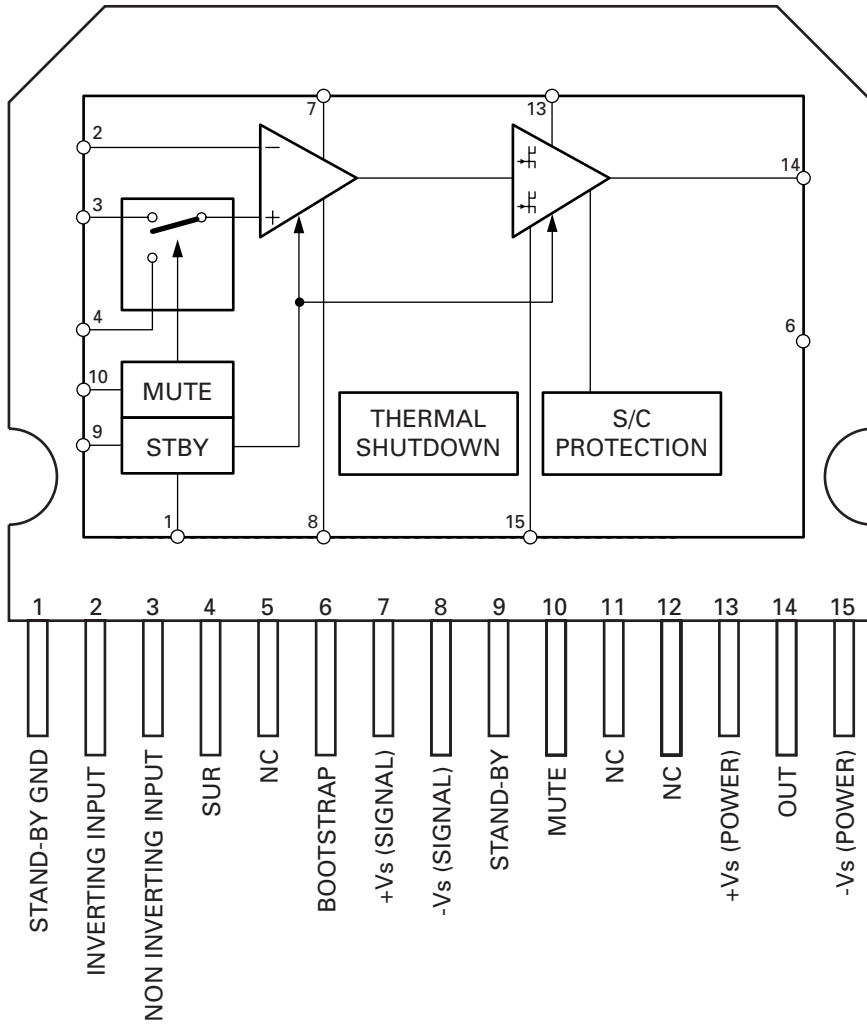 7
13
2
−
14
3
+
4
6
10
MUTE
THERMAL
SHUTDOWN
S/C
PROTECTION
9
STBY
1
8
15
1 2 3 4 5 6 7 8 9 10 11 12 13 14 15
STAND-BY GND
INVERTING INPUT
NON INVERTING INPUT
SUR
NC
BOOTSTRAP
+Vs (SIGNAL)
-Vs (SIGNAL)
STAND-BY
MUTE
NC
NC
+Vs (POWER)
OUT
-Vs (POWER)